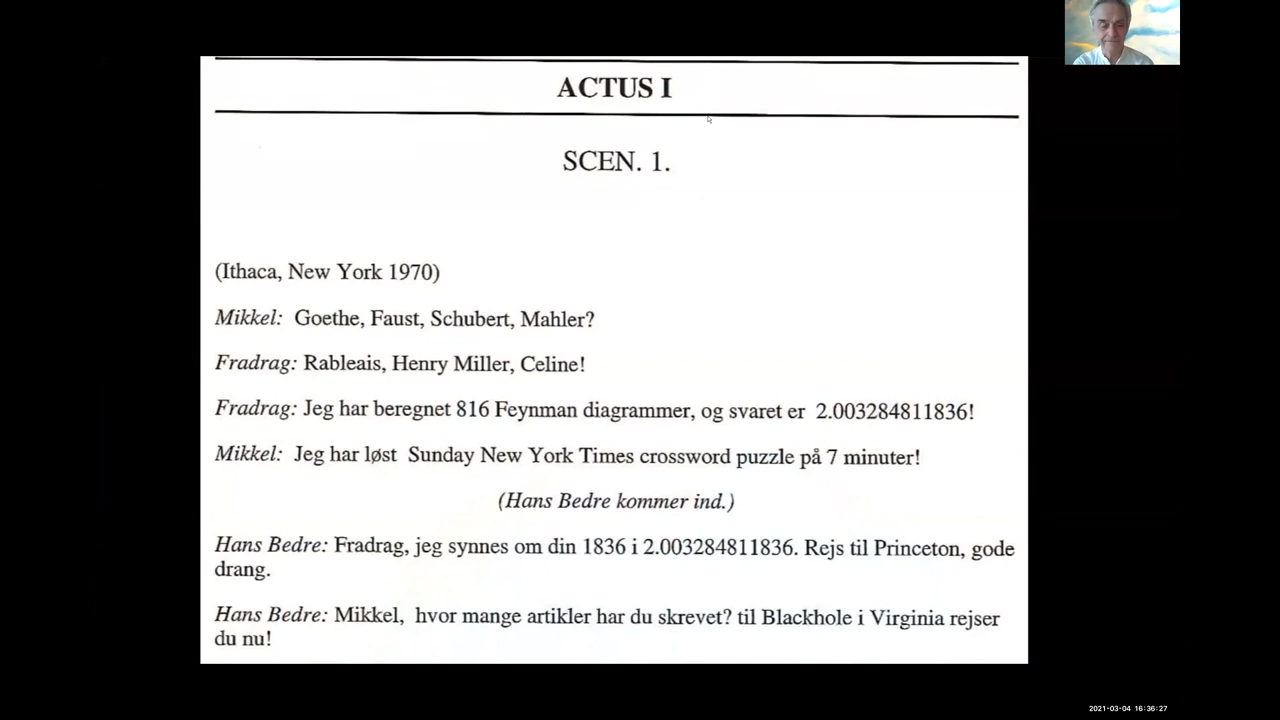 ACTUS I
SCEN. 1.
(Ithaca, New York 1970)
Mikkel: Goethe, Faust, Schubert, Mahler?
Fradrag: Rableais, Henry Miller, Celine!
Fradrag: Jeg har beregnet 816 Feynman diagrammer, og svaret er 2.003284811836!
Mikkel: Jeg har løst Sunday New York Times crossword puzzle på 7 minuter!
(Hans Bedre kommer ind.)
Hans Bedre: Fradrag, jeg synnes om din 1836 i 2.003284811836. Rejs til Princeton, gode
drang.
Hans Bedre: Mikkel, hvor mange artikler har du skrevet? til Blackhole i Virginia rejser
du nu!
2021-03-04 16:36:27